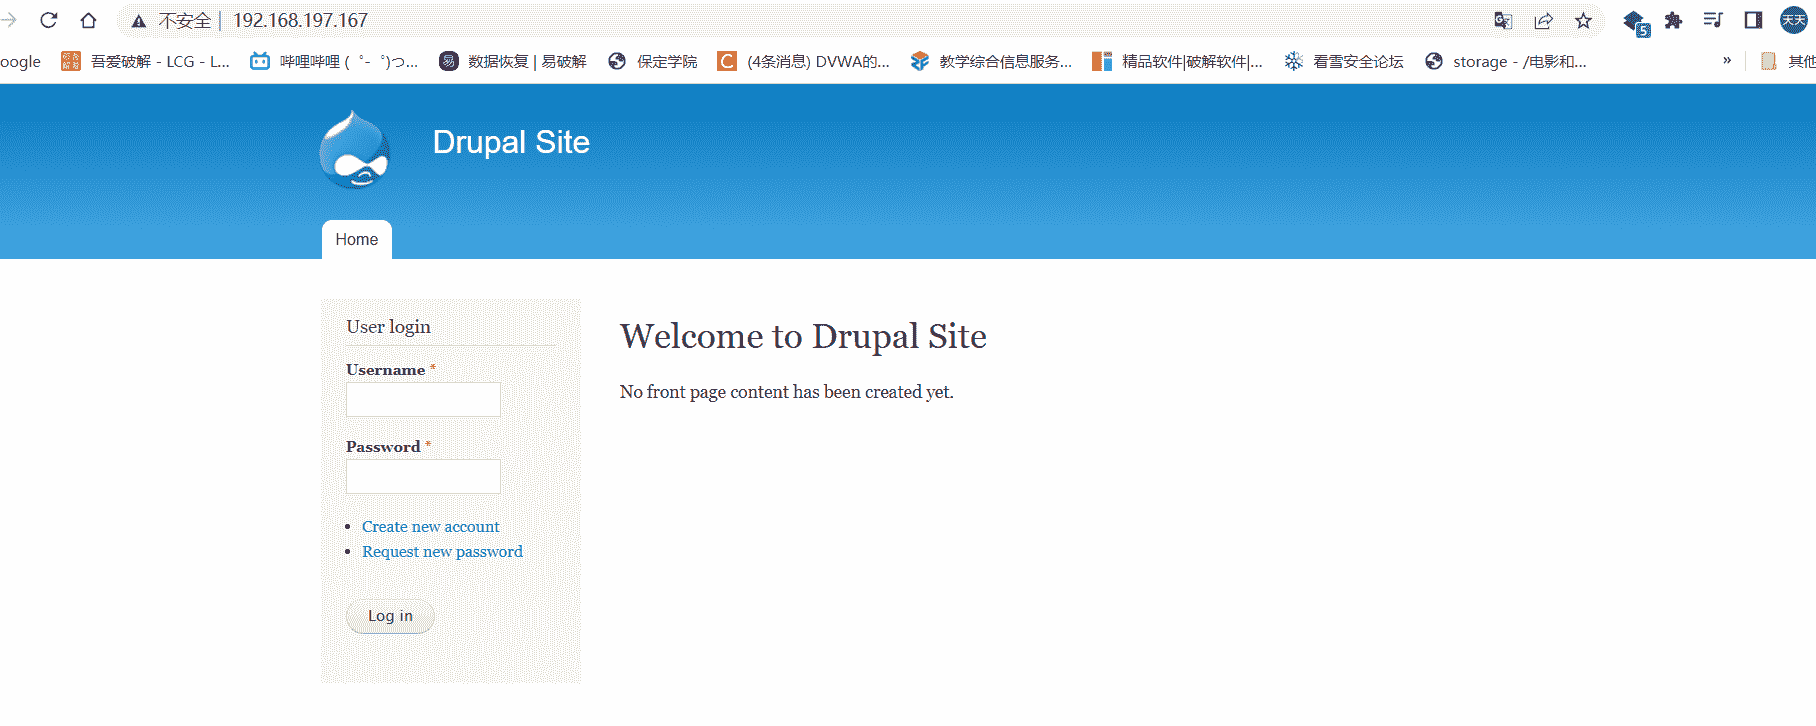 不安全 192.168.197.167
oogle 吾爱破解 - LCG - L... 哔哩哔哩 ( ゜- ゜)つ... 数据恢复 | 易破解 保定学院 (4条消息) DVWA的... 教学综合信息服务... 精品软件|破解软件|... 看雪安全论坛 storage - /电影和... » 其他
天天
5
Drupal Site
Home
User login
Username *
Password *
Create new account
Request new password
Log in
Welcome to Drupal Site
No front page content has been created yet.